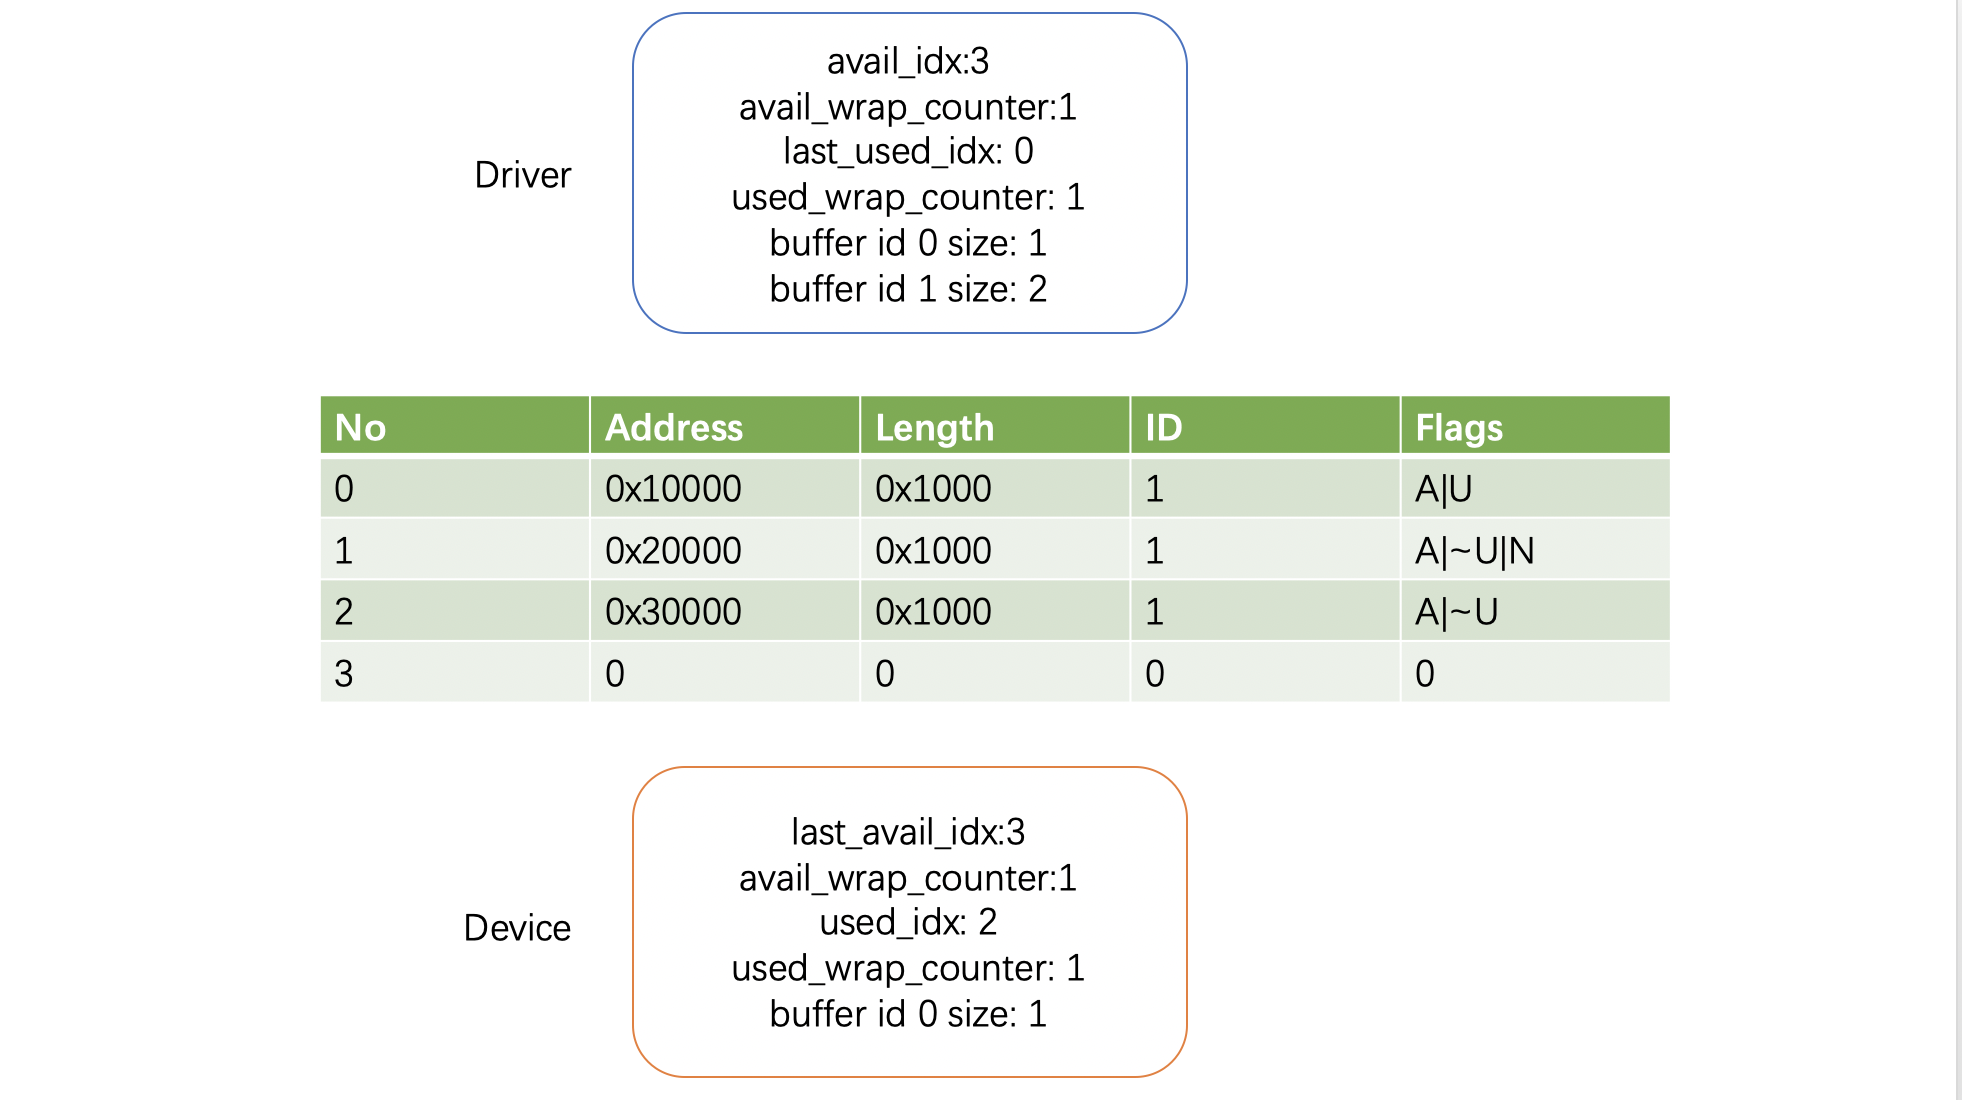 avail_idx:3
avail_wrap_counter:1
last_used_idx: 0
Driver
used_wrap_counter: 1
buffer id 0 size: 1
buffer id 1 size: 2
No Address Length ID Flags
0 0x10000 0x1000 1 A|U
1 0x20000 0x1000 1 A|~U|N
2 0x30000 0x1000 1 A|~U
3 0 0 0 0
last_avail_idx:3
avail_wrap_counter:1
used_idx: 2
Device
used_wrap_counter: 1
buffer id 0 size: 1